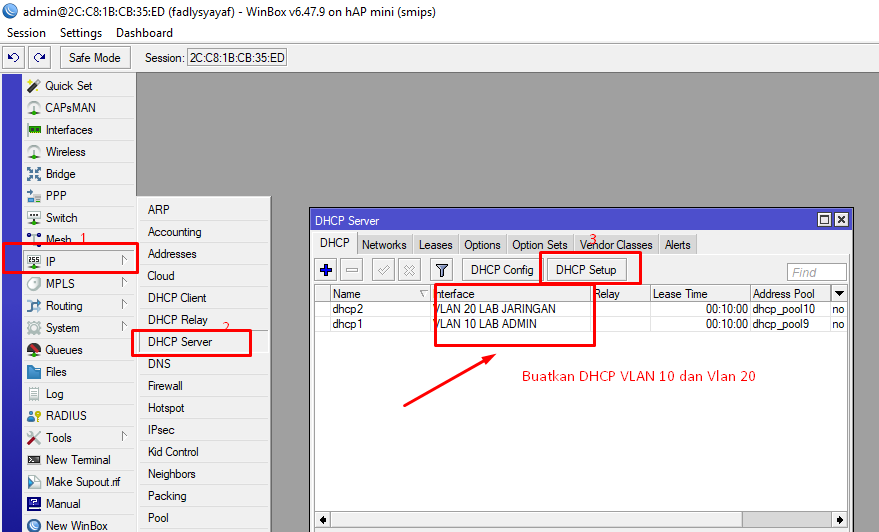 admin@2C:C8:1B:CB:35:ED (fadlysyayaf) - WinBox v6.47.9 on hAP mini (smips)
Session Settings Dashboard
Safe Mode Session: 2C:C8:1B:CB:35:ED
Quick Set
CAPsMAN
Interfaces
Wireless
Bridge
PPP
Switch
Mesh 1
IP
MPLS
Routing
System
Queues
Files
Log
RADIUS
Tools
New Terminal
Make Supout.rif
Manual
New WinBox
ARP
Accounting
Addresses
Cloud
DHCP Client
DHCP Relay
2
DHCP Server
DNS
Firewall
Hotspot
IPsec
Kid Control
Neighbors
Packing
Pool
DHCP Server
DHCP Networks Leases Options Option Sets Vendor Classes Alerts
3
DHCP Config DHCP Setup Find
Name Interface Relay Lease Time Address Pool
dhcp2 VLAN 20 LAB JARINGAN 00:10:00 dhcp_pool10 no
dhcp1 VLAN 10 LAB ADMIN 00:10:00 dhcp_pool9 no
Buatkan DHCP VLAN 10 dan Vlan 20